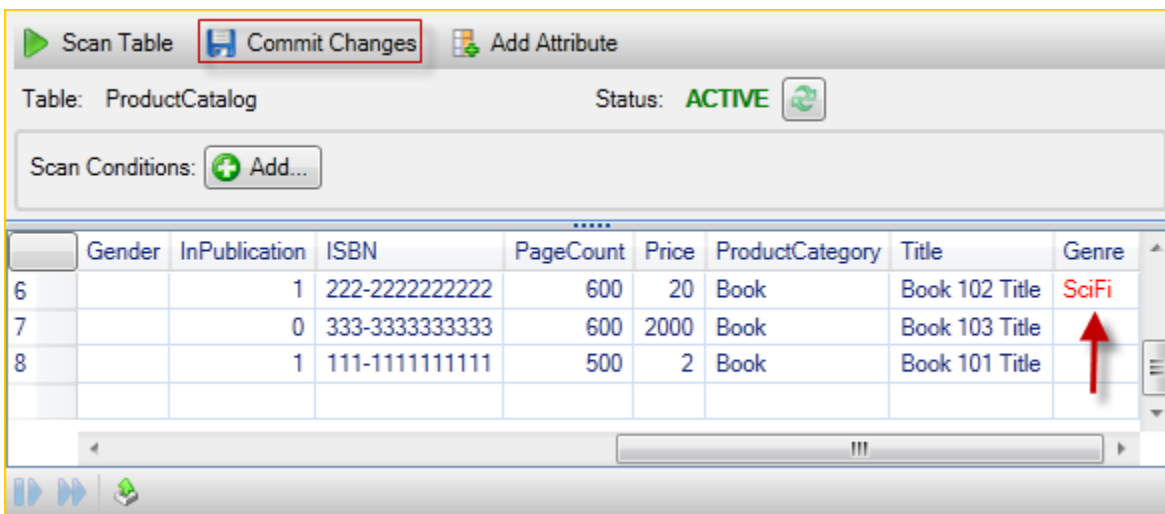 Scan Table Commit Changes Add Attribute
Table: ProductCatalog Status: ACTIVE
Scan Conditions: Add...
Gender InPublication ISBN PageCount Price ProductCategory Title Genre
6 1 222-2222222222 600 20 Book Book 102 Title SciFi
7 0 333-3333333333 600 2000 Book Book 103 Title
8 1 111-1111111111 500 2 Book Book 101 Title